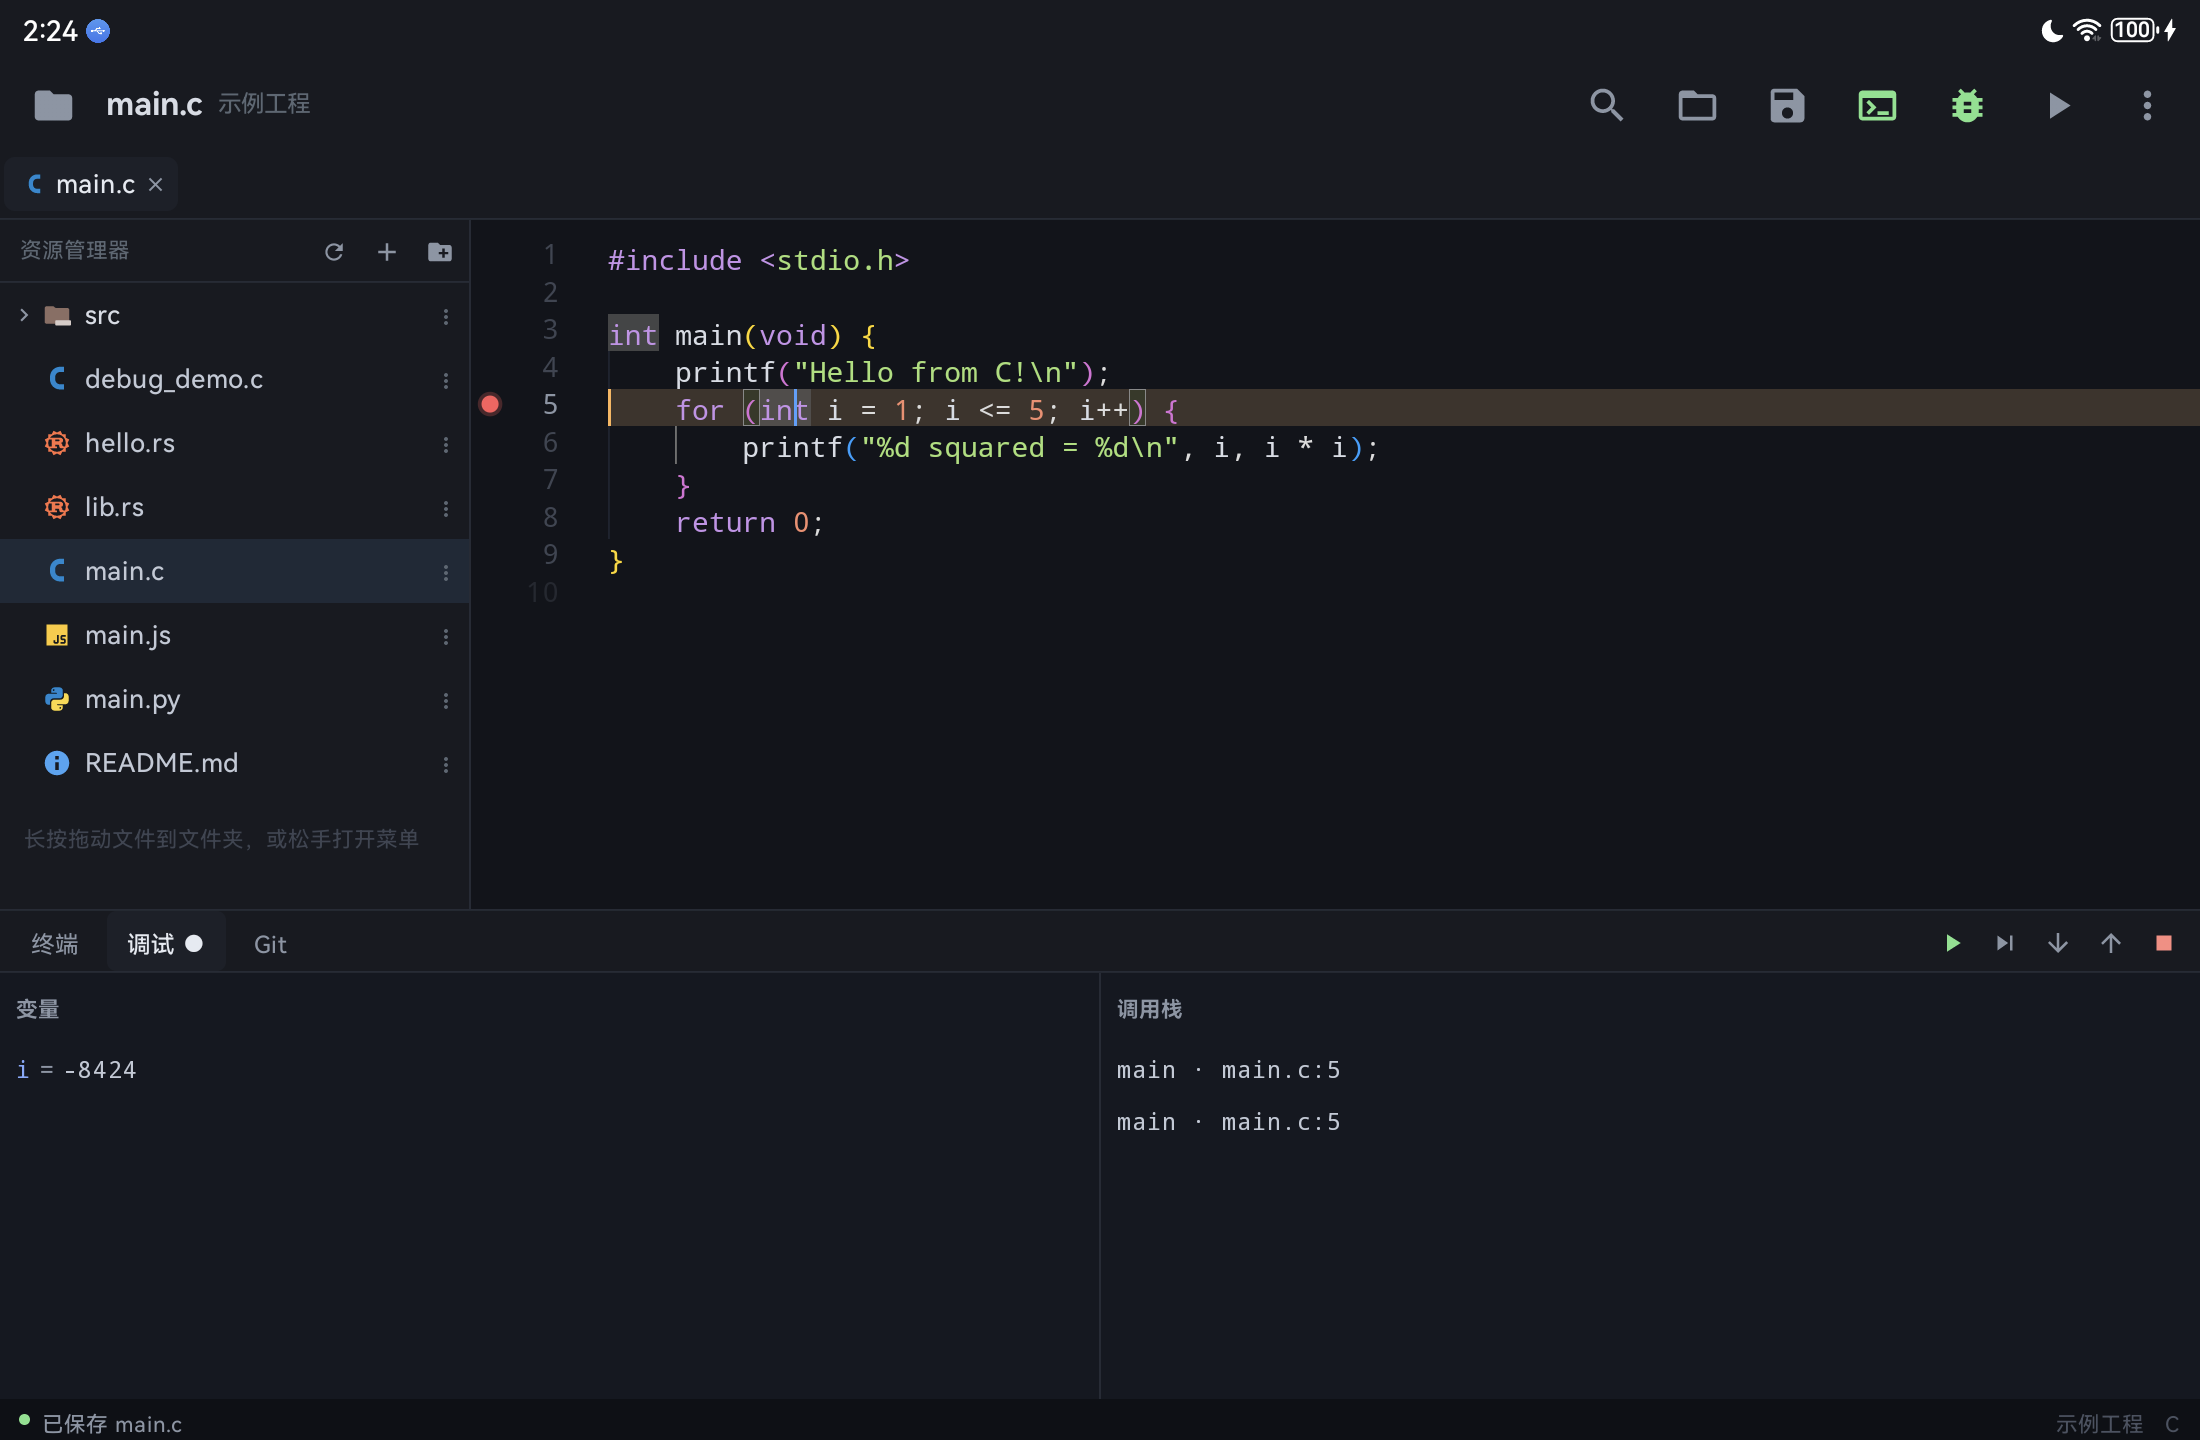 2:24
100
main.c 示例工程
main.c
资源管理器
src
debug_demo.c
hello.rs
lib.rs
main.c
JS main.js
main.py
README.md
长按拖动文件到文件夹，或松手打开菜单
1 #include <stdio.h>
2
3 int main(void) {
4     printf("Hello from C!\n");
5     for (int i = 1; i <= 5; i++) {
6         printf("%d squared = %d\n", i, i * i);
7     }
8     return 0;
9 }
10
终端 调试 Git
变量
i = -8424
调用栈
main · main.c:5
main · main.c:5
已保存 main.c
示例工程 C